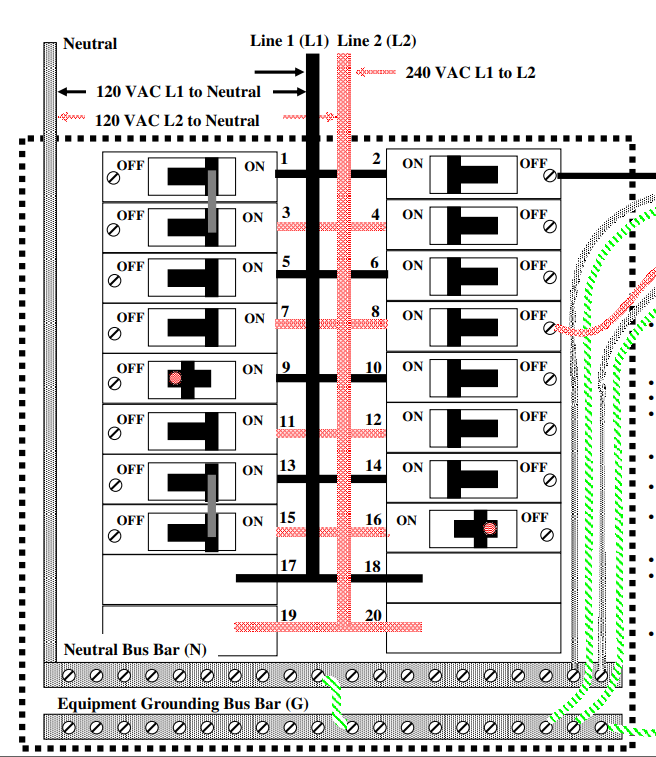 Neutral
Line 1 (L1) Line 2 (L2)
240 VAC L1 to L2
120 VAC L1 to Neutral
120 VAC L2 to Neutral
OFF ON 1 2 ON OFF
OFF ON 3 4 ON OFF
OFF ON 5 6 ON OFF
OFF ON 7 8 ON OFF
OFF ON 9 10 ON OFF
OFF ON 11 12 ON OFF
OFF ON 13 14 ON OFF
OFF ON 15 16 ON OFF
17 18
19 20
Neutral Bus Bar (N)
Equipment Grounding Bus Bar (G)